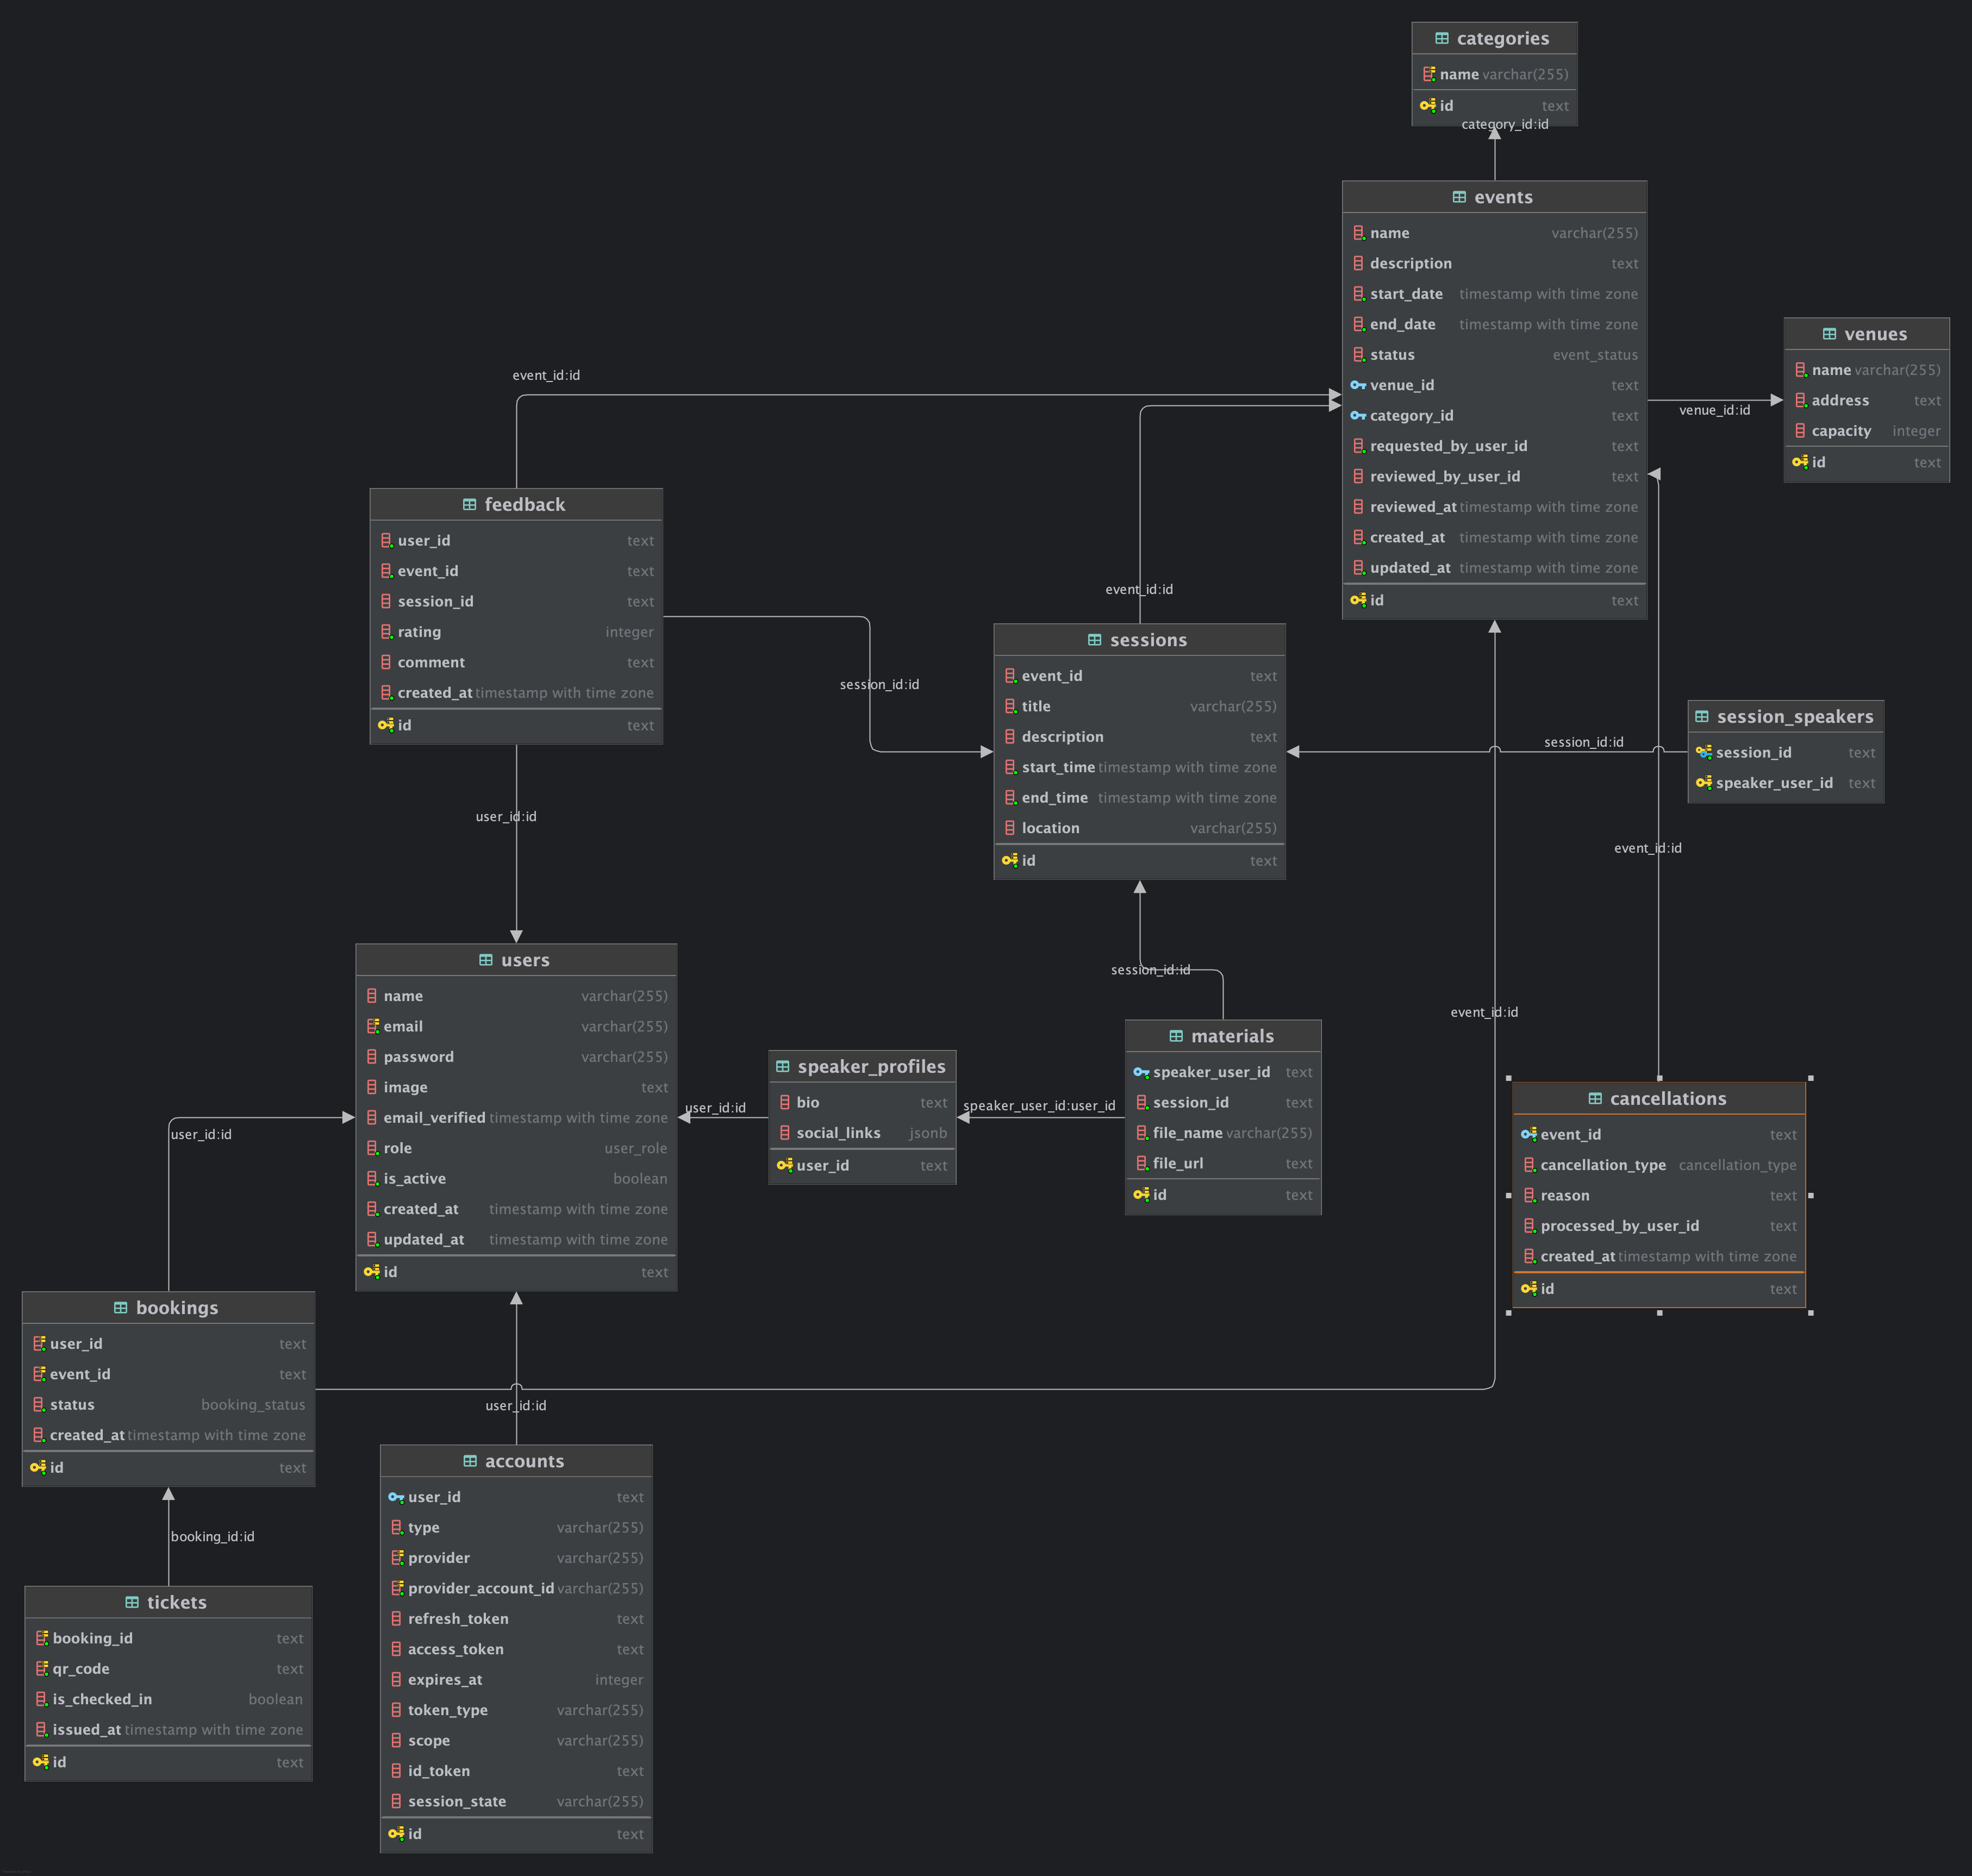 categories
name varchar(255)
id text
category_id:id
events
name varchar(255)
description text
start_date timestamp with time zone
end_date timestamp with time zone
status event_status
venue_id text
category_id text
requested_by_user_id text
reviewed_by_user_id text
reviewed_at timestamp with time zone
created_at timestamp with time zone
updated_at timestamp with time zone
id text
venue_id:id
venues
name varchar(255)
address text
capacity integer
id text
event_id:id
feedback
user_id text
event_id text
session_id text
rating integer
comment text
created_at timestamp with time zone
id text
session_id:id
event_id:id
sessions
event_id text
title varchar(255)
description text
start_time timestamp with time zone
end_time timestamp with time zone
location varchar(255)
id text
session_id:id
session_speakers
session_id text
speaker_user_id text
event_id:id
user_id:id
users
name varchar(255)
email varchar(255)
password varchar(255)
image text
email_verified timestamp with time zone
role user_role
is_active boolean
created_at timestamp with time zone
updated_at timestamp with time zone
id text
user_id:id
speaker_profiles
bio text
social_links jsonb
user_id text
speaker_user_id:user_id
session_id:id
materials
speaker_user_id text
session_id text
file_name varchar(255)
file_url text
id text
event_id:id
cancellations
event_id text
cancellation_type cancellation_type
reason text
processed_by_user_id text
created_at timestamp with time zone
id text
user_id:id
bookings
user_id text
event_id text
status booking_status
created_at timestamp with time zone
id text
user_id:id
booking_id:id
accounts
user_id text
type varchar(255)
provider varchar(255)
provider_account_id varchar(255)
refresh_token text
access_token text
expires_at integer
token_type varchar(255)
scope varchar(255)
id_token text
session_state varchar(255)
id text
tickets
booking_id text
qr_code text
is_checked_in boolean
issued_at timestamp with time zone
id text